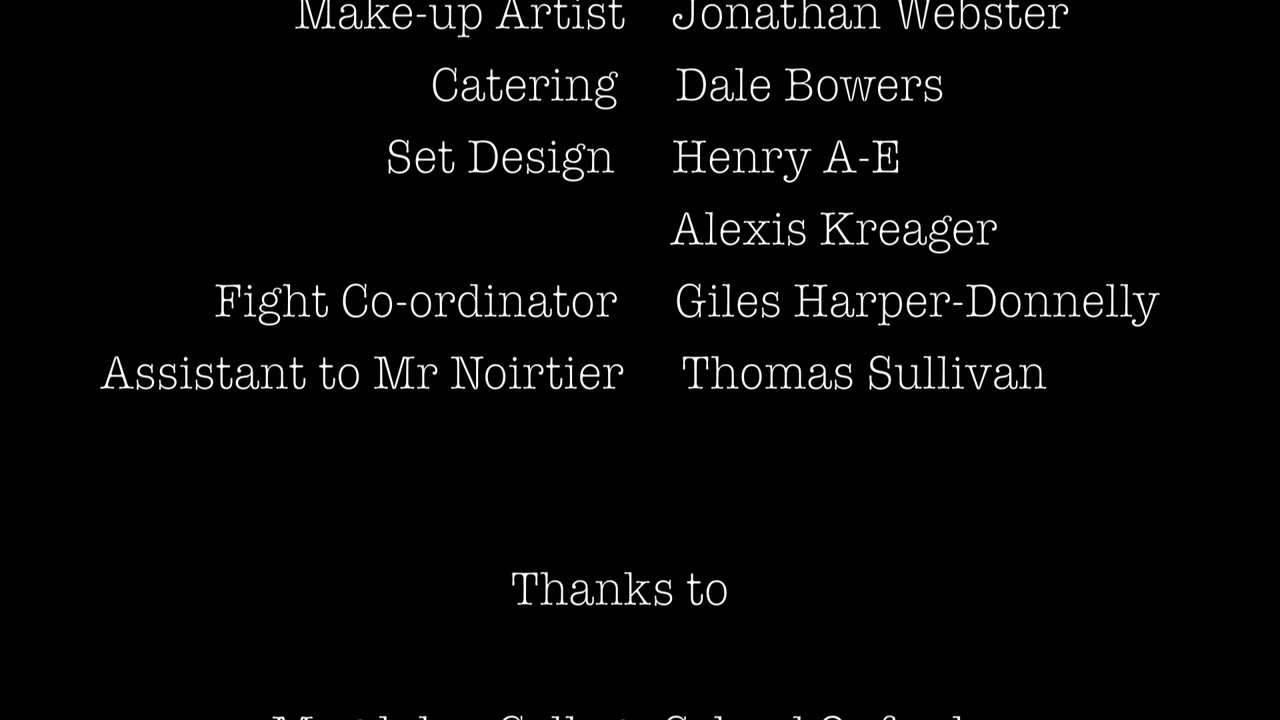 Make-up Artist Jonathan Webster
Catering Dale Bowers
Set Design Henry A-E
Alexis Kreager
Fight Co-ordinator Giles Harper-Donnelly
Assistant to Mr Noirtier Thomas Sullivan
Thanks to